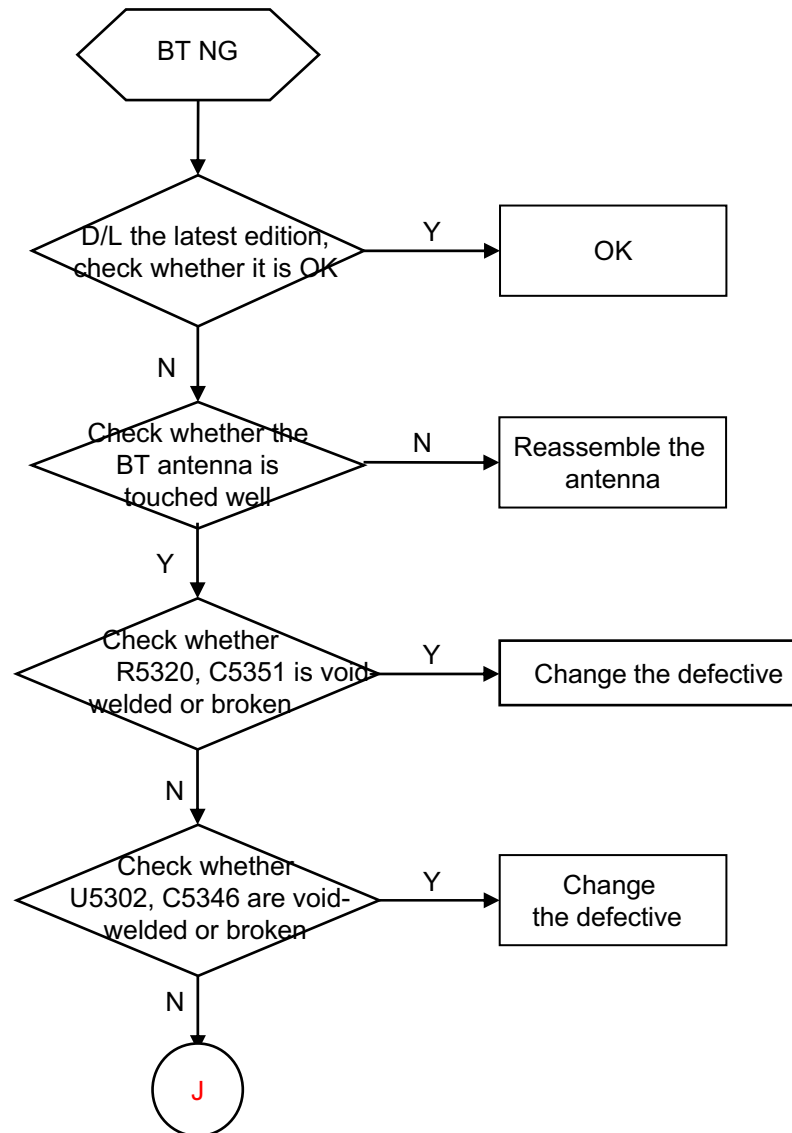 BT NG
D/L the latest edition,
check whether it is OK
Y
OK
N
Check whether the
BT antenna is
touched well
N
Reassemble the
antenna
Y
Check whether
R5320, C5351 is void-
welded or broken
Y
Change the defective
N
Check whether
U5302, C5346 are void-
welded or broken
Y
Change
the defective
N
J